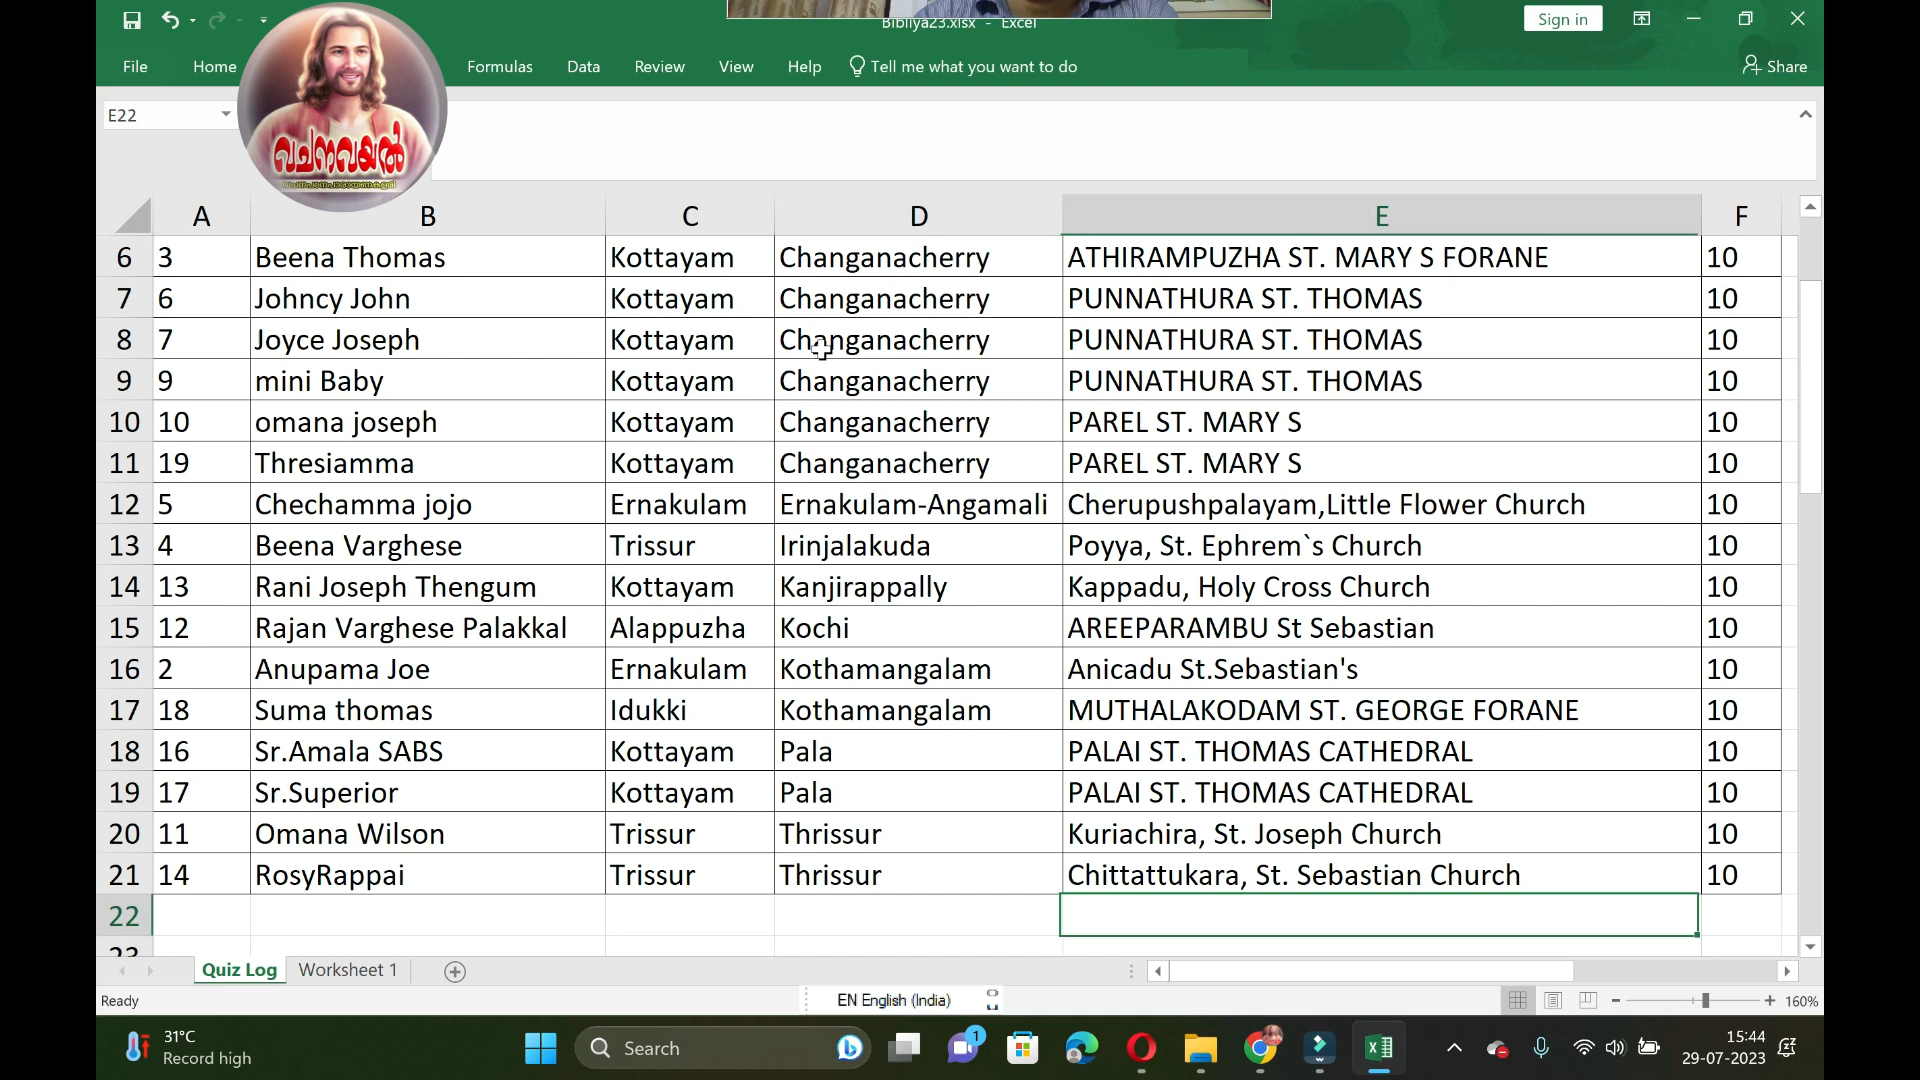 Bibliya23.xlsx - Excel
Sign in
File Home Formulas Data Review View Help Tell me what you want to do Share
E22
വചനവയൽ
A B C D E F
6 3 Beena Thomas Kottayam Changanacherry ATHIRAMPUZHA ST. MARY S FORANE 10
7 6 Johncy John Kottayam Changanacherry PUNNATHURA ST. THOMAS 10
8 7 Joyce Joseph Kottayam Changanacherry PUNNATHURA ST. THOMAS 10
9 9 mini Baby Kottayam Changanacherry PUNNATHURA ST. THOMAS 10
10 10 omana joseph Kottayam Changanacherry PAREL ST. MARY S 10
11 19 Thresiamma Kottayam Changanacherry PAREL ST. MARY S 10
12 5 Chechamma jojo Ernakulam Ernakulam-Angamali Cherupushpalayam,Little Flower Church 10
13 4 Beena Varghese Trissur Irinjalakuda Poyya, St. Ephrem`s Church 10
14 13 Rani Joseph Thengum Kottayam Kanjirappally Kappadu, Holy Cross Church 10
15 12 Rajan Varghese Palakkal Alappuzha Kochi AREEPARAMBU St Sebastian 10
16 2 Anupama Joe Ernakulam Kothamangalam Anicadu St.Sebastian's 10
17 18 Suma thomas Idukki Kothamangalam MUTHALAKODAM ST. GEORGE FORANE 10
18 16 Sr.Amala SABS Kottayam Pala PALAI ST. THOMAS CATHEDRAL 10
19 17 Sr.Superior Kottayam Pala PALAI ST. THOMAS CATHEDRAL 10
20 11 Omana Wilson Trissur Thrissur Kuriachira, St. Joseph Church 10
21 14 RosyRappai Trissur Thrissur Chittattukara, St. Sebastian Church 10
22
23
Quiz Log Worksheet 1
Ready EN English (India) 160%
31°C
Record high
Search
1
15:44
29-07-2023